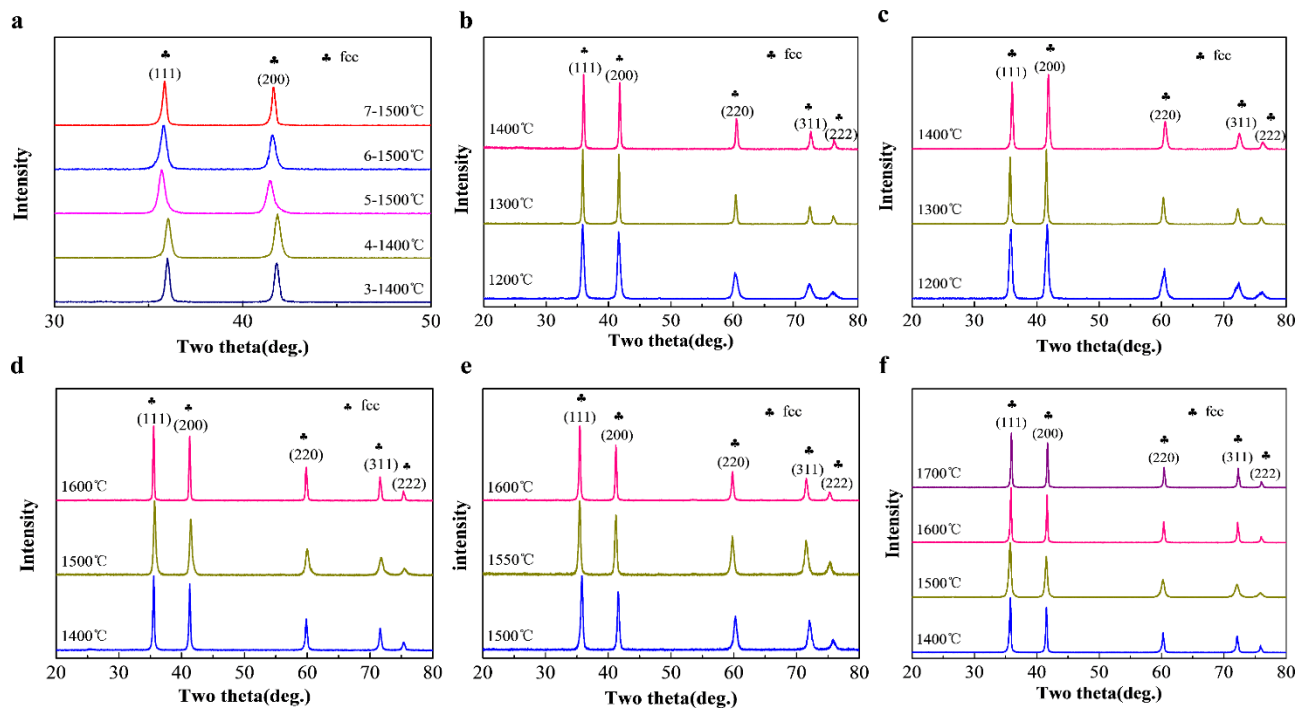 a
♣ ♣ ♣ fcc
(111) (200)
7-1500℃
6-1500℃
5-1500℃
4-1400℃
3-1400℃
Intensity
30 40 50
Two theta(deg.)
b
♣ ♣ ♣ fcc
(111) (200)
♣ ♣ ♣
(220) (311) (222)
1400℃
1300℃
1200℃
Intensity
20 30 40 50 60 70 80
Two theta(deg.)
c
♣ ♣ ♣ fcc
(111) (200)
♣ ♣ ♣
(220) (311) (222)
1400℃
1300℃
1200℃
Intensity
20 30 40 50 60 70 80
Two theta(deg.)
d
♣ ♣ ♣ fcc
(111) (200)
♣ ♣ ♣
(220) (311) (222)
1600℃
1500℃
1400℃
Intensity
20 30 40 50 60 70 80
Two theta(deg.)
e
♣ ♣ ♣ fcc
(111) (200)
♣ ♣ ♣
(220) (311) (222)
1600℃
1550℃
1500℃
intensity
20 30 40 50 60 70 80
Two theta(deg.)
f
♣ ♣ ♣ fcc
(111) (200)
♣ ♣ ♣
(220) (311) (222)
1700℃
1600℃
1500℃
1400℃
Intensity
20 30 40 50 60 70 80
Two theta(deg.)